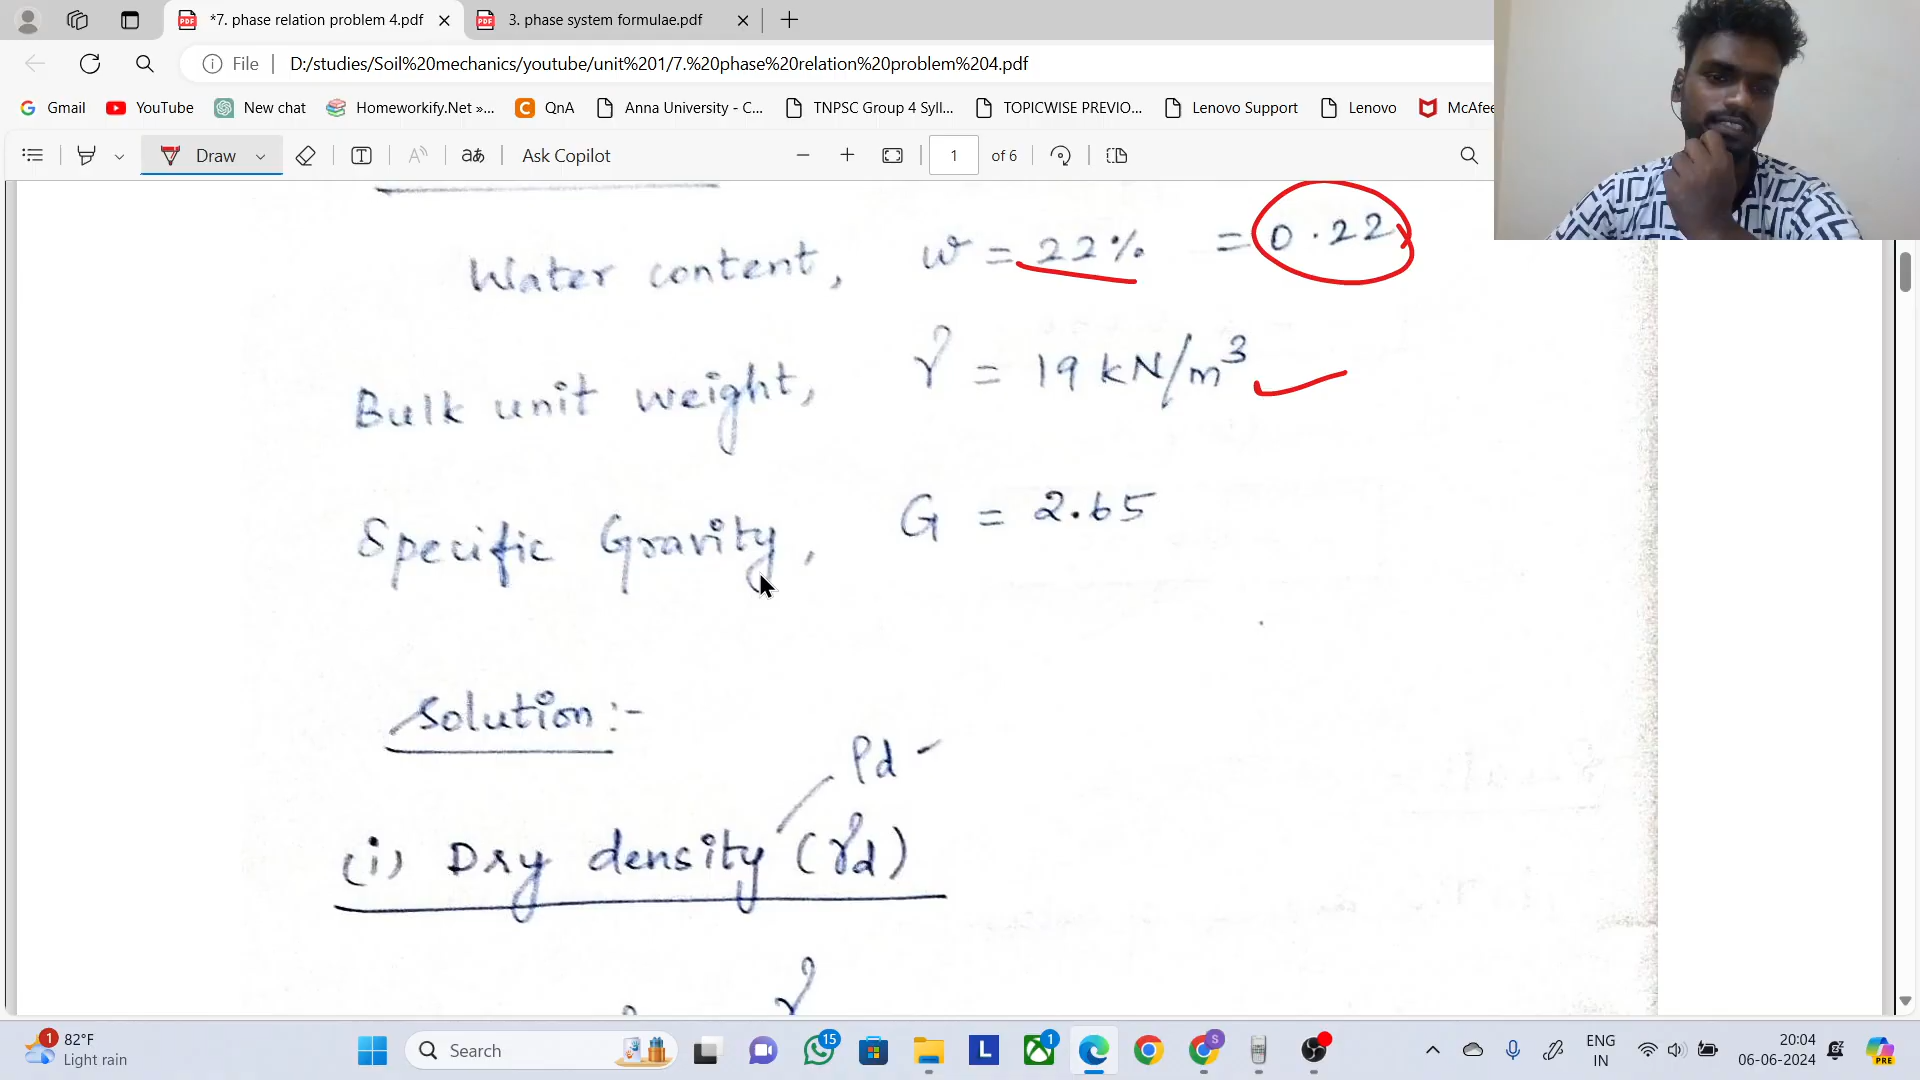 *7. phase relation problem 4.pdf
3. phase system formulae.pdf
File
D:/studies/Soil%20mechanics/youtube/unit%201/7.%20phase%20relation%20problem%204.pdf
Gmail
YouTube
New chat
Homeworkify.Net »...
QnA
Anna University - C...
TNPSC Group 4 Syll...
TOPICWISE PREVIO...
Lenovo Support
Lenovo
McAfee
Draw
Ask Copilot
1
of 6
Water content, w = 22% = 0.22
Bulk unit weight, γ = 19 kN/m³
Specific Gravity, G = 2.65
Solution :-
ρd
(i) Dry density (γd)
γ
1
82°F
Light rain
Search
15
L
1
S
ENG
IN
20:04
06-06-2024
PRE